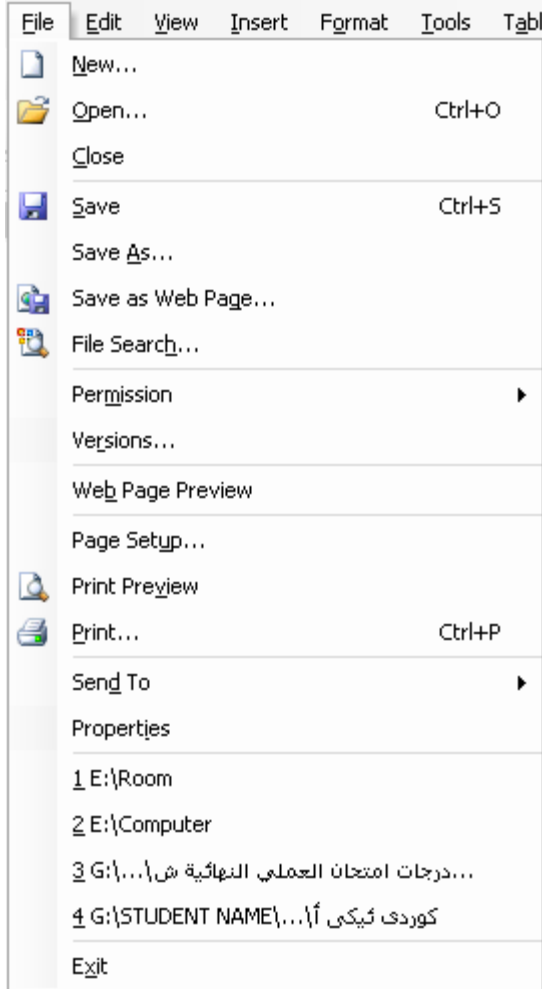 File Edit View Insert Format Tools Tabl
New...
Open... Ctrl+O
Close
Save Ctrl+S
Save As...
Save as Web Page...
File Search...
Permission
Versions...
Web Page Preview
Page Setup...
Print Preview
Print... Ctrl+P
Send To
Properties
1 E:\Room
2 E:\Computer
3 G:\...\درجات امتحان العملي النهائية ش...
4 G:\STUDENT NAME\...\كوردى ئيكى أ
Exit